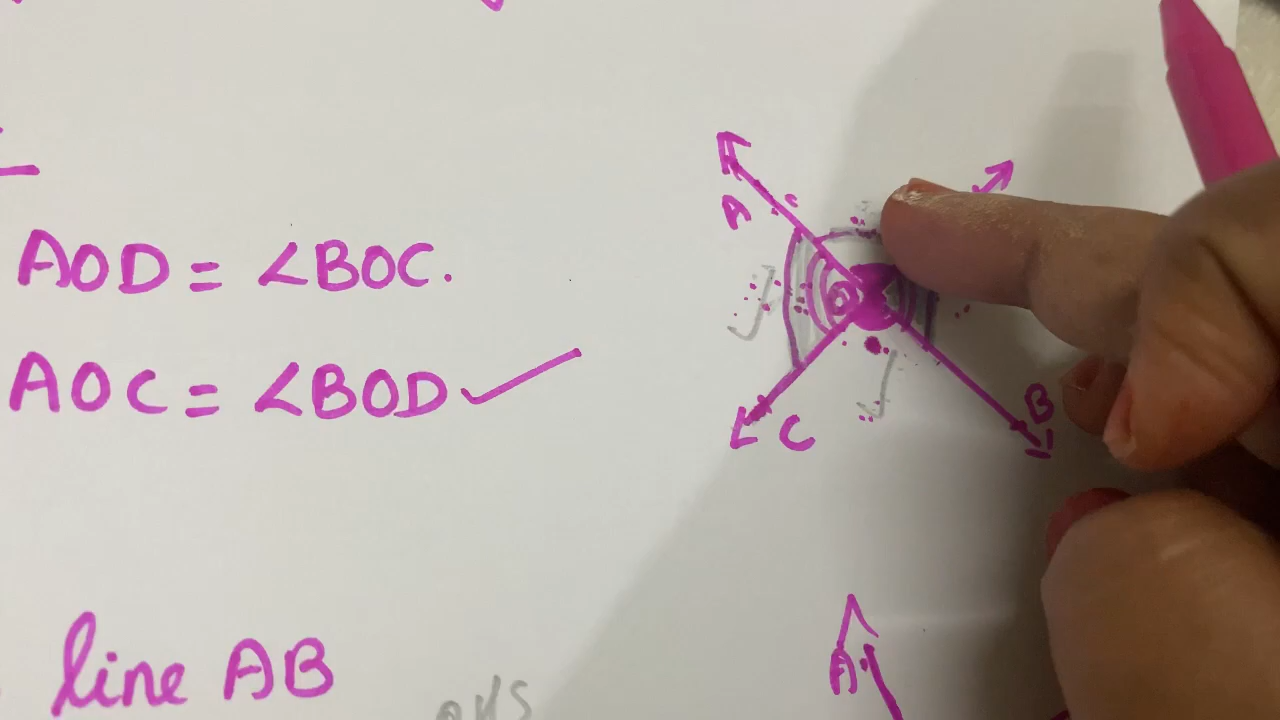 AOD = ∠BOC.
AOC = ∠BOD
A
O
C
B
line AB
A